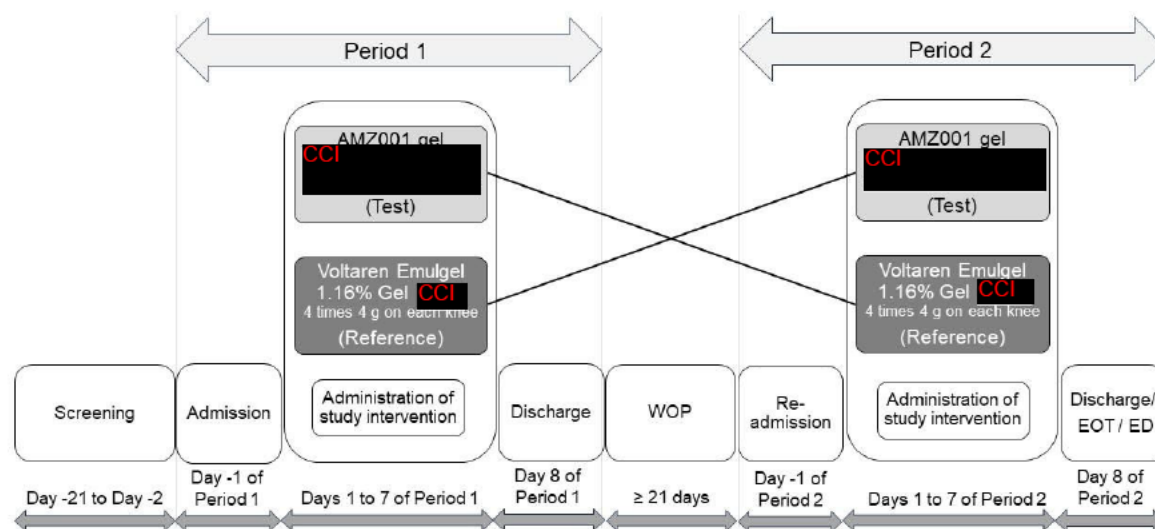 Period 1
Period 2
AMZ001 gel
CCI
(Test)
Voltaren Emulgel
1.16% Gel CCI
4 times 4 g on each knee
(Reference)
AMZ001 gel
CCI
(Test)
Voltaren Emulgel
1.16% Gel CCI
4 times 4 g on each knee
(Reference)
Screening
Admission
Administration of
study intervention
Discharge
WOP
Re-
admission
Administration of
study intervention
Discharge/
EOT / ED
Day -21 to Day -2
Day -1 of
Period 1
Days 1 to 7 of Period 1
Day 8 of
Period 1
≥ 21 days
Day -1 of
Period 2
Days 1 to 7 of Period 2
Day 8 of
Period 2